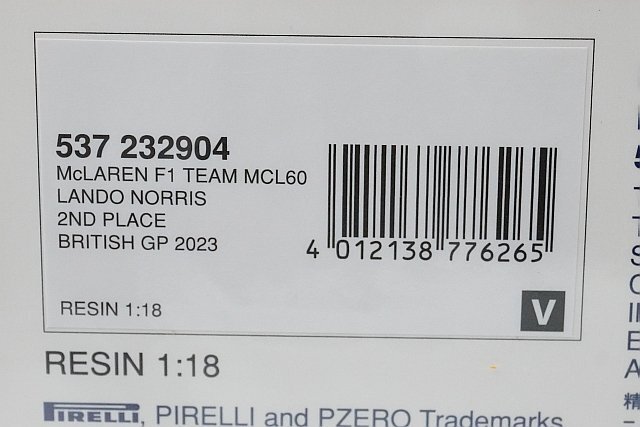 537 232904
McLAREN F1 TEAM MCL60
LANDO NORRIS
2ND PLACE
BRITISH GP 2023
4 012138 776265
RESIN 1:18
V
RESIN 1:18
PIRELLI, PIRELLI and PZERO Trademarks
精